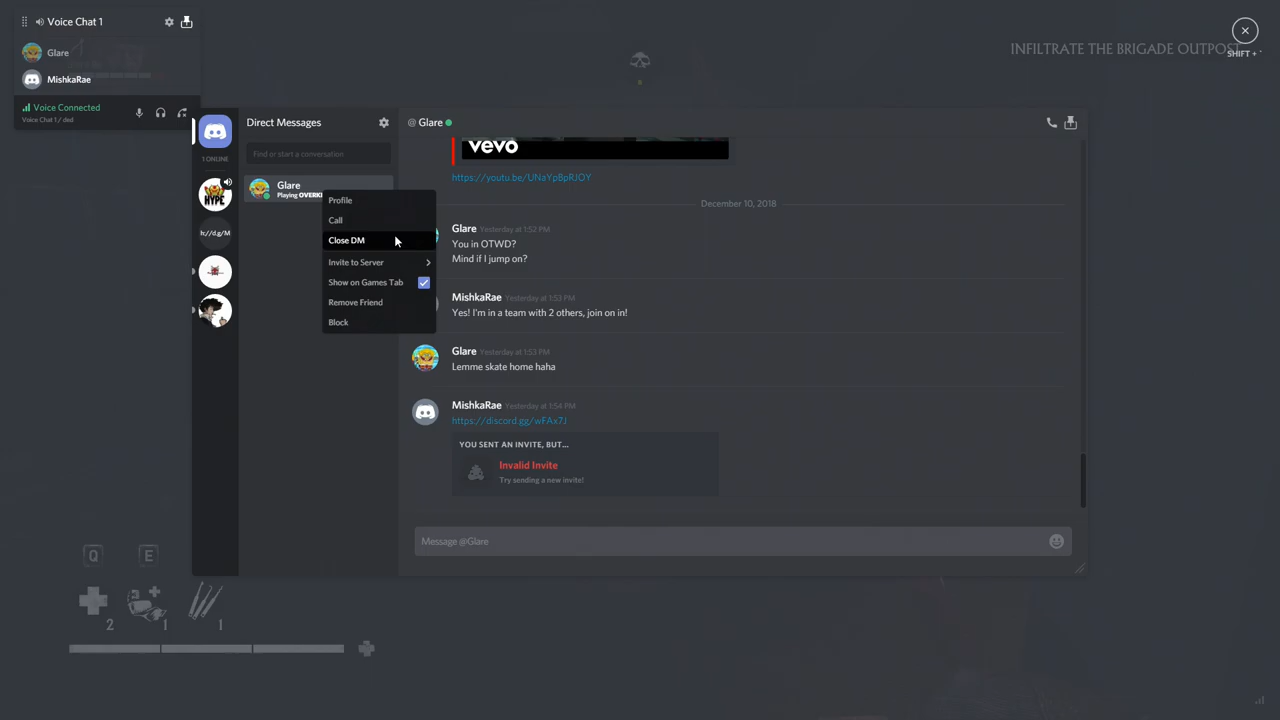 Voice Chat 1
Glare
MishkaRae
Voice Connected
Voice Chat 1 / ded
INFILTRATE THE BRIGADE OUTPOST
SHIFT + `
1 ONLINE
HYPE
h://d.g/M
Direct Messages
Find or start a conversation
Glare
Playing OVERK
Profile
Call
Close DM
Invite to Server
Show on Games Tab
Remove Friend
Block
@ Glare
vevo
https://youtu.be/UNaYpBpRJOY
December 10, 2018
Glare Yesterday at 1:52 PM
You in OTWD?
Mind if I jump on?
MishkaRae Yesterday at 1:53 PM
Yes! I'm in a team with 2 others, join on in!
Glare Yesterday at 1:53 PM
Lemme skate home haha
MishkaRae Yesterday at 1:54 PM
https://discord.gg/wFAx7J
YOU SENT AN INVITE, BUT...
Invalid Invite
Try sending a new invite!
Message @Glare
Q E
2 1 1